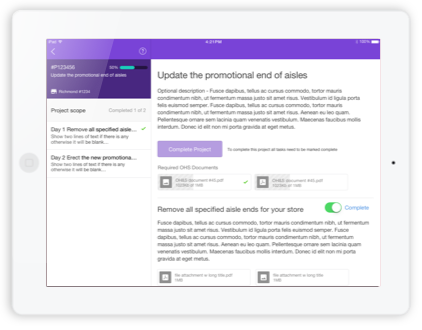 iPad
4:21PM
100%
#P123456
50%
Update the promotional end of aisles
Richmond #1234
Project scope
Completed 1 of 2
Day 1 Remove all specified aisle...
Show two lines of text if there is any
otherwise it will be blank...
Day 2 Erect the new promotiona...
Show two lines of text if there is any
otherwise it will be blank...
Update the promotional end of aisles
Optional description - Fusce dapibus, tellus ac cursus commodo, tortor mauris
condimentum nibh, ut fermentum massa justo sit amet risus. Vestibulum id ligula porta
felis euismod semper. Fusce dapibus, tellus ac cursus commodo, tortor mauris
condimentum nibh, ut fermentum massa justo sit amet risus. Aenean eu leo quam.
Pellentesque ornare sem lacinia quam venenatis vestibulum. Maecenas faucibus mollis
interdum. Donec id elit non mi porta gravida at eget metus.
Complete Project
To complete this project all tasks need to be marked complete
Required OHS Documents
OHES document #45.pdf
OHES document #45.pdf
Remove all specified aisle ends for your store
Complete
Fusce dapibus, tellus ac cursus commodo, tortor mauris condimentum nibh, ut fermentum
massa justo sit amet risus. Vestibulum id ligula porta felis euismod semper. Fusce dapibus,
tellus ac cursus commodo, tortor mauris condimentum nibh, ut fermentum massa justo sit
amet risus. Aenean eu leo quam. Pellentesque ornare sem lacinia quam venenatis
vestibulum. Maecenas faucibus mollis interdum. Donec id elit non mi porta gravida at
eget metus.
No attachment w long title.pdf
1MB
No attachment w long title
1MB